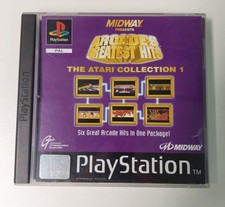 MIDWAY
PRESENTS
ARCADE'S
GREATEST HITS
THE ATARI COLLECTION 1
PAL
Six Great Arcade Hits In One Package!
MIDWAY
PlayStation™
PlayStation